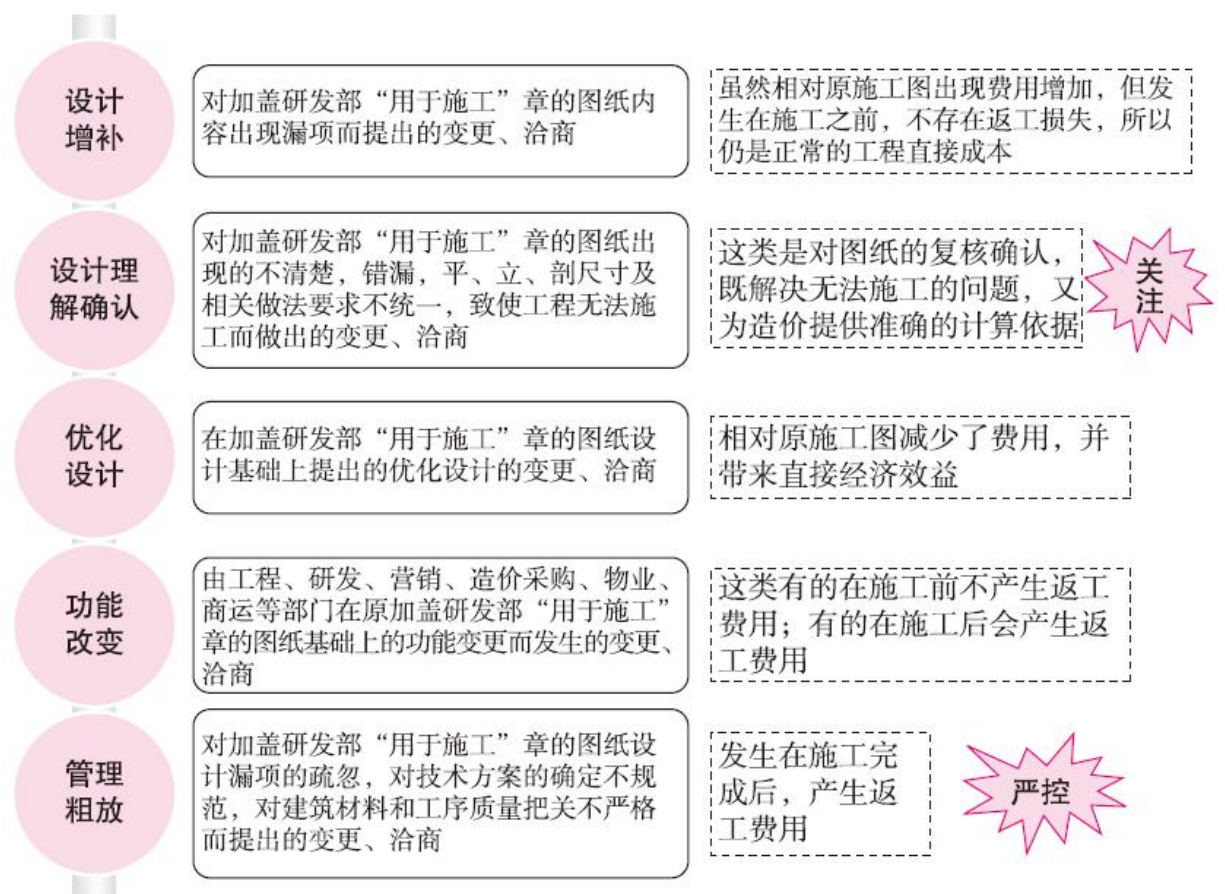 设计
增补
对加盖研发部“用于施工”章的图纸内
容出现漏项而提出的变更、洽商
虽然相对原施工图出现费用增加，但发
生在施工之前，不存在返工损失，所以
仍是正常的工程直接成本
设计理
解确认
对加盖研发部“用于施工”章的图纸出
现的不清楚，错漏，平、立、剖尺寸及
相关做法要求不统一，致使工程无法施
工而做出的变更、洽商
这类是对图纸的复核确认，
既解决无法施工的问题，又
为造价提供准确的计算依据
关
注
优化
设计
在加盖研发部“用于施工”章的图纸设
计基础上提出的优化设计的变更、洽商
相对原施工图减少了费用，并
带来直接经济效益
功能
改变
由工程、研发、营销、造价采购、物业、
商运等部门在原加盖研发部“用于施工”
章的图纸基础上的功能变更而发生的变更、
洽商
这类有的在施工前不产生返工
费用；有的在施工后会产生返
工费用
管理
粗放
对加盖研发部“用于施工”章的图纸设
计漏项的疏忽，对技术方案的确定不规
范，对建筑材料和工序质量把关不严格
而提出的变更、洽商
发生在施工完
成后，产生返
工费用
严控